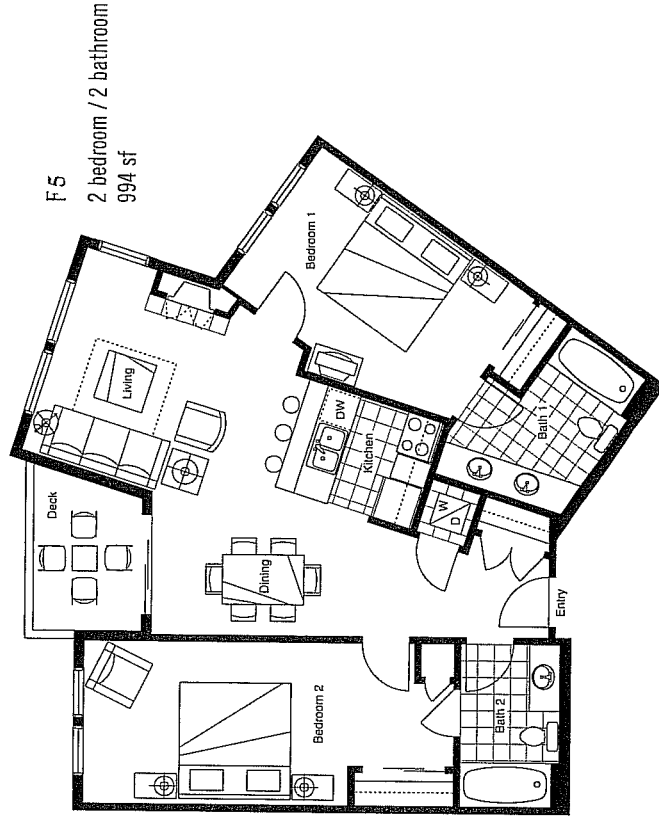 F5
2 bedroom / 2 bathroom
994 sf
Deck
Living
Bedroom 1
DW
Kitchen
Dining
W
D
Bath 1
Entry
Bedroom 2
Bath 2